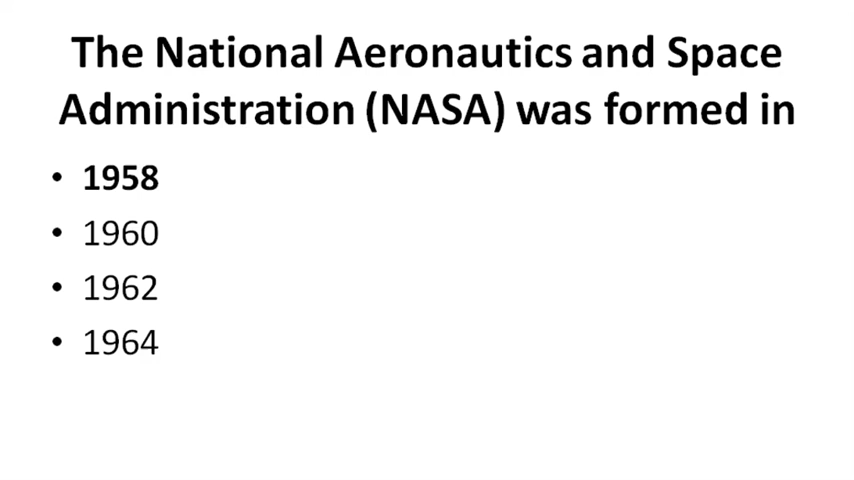 The National Aeronautics and Space
Administration (NASA) was formed in
• 1958
• 1960
• 1962
• 1964